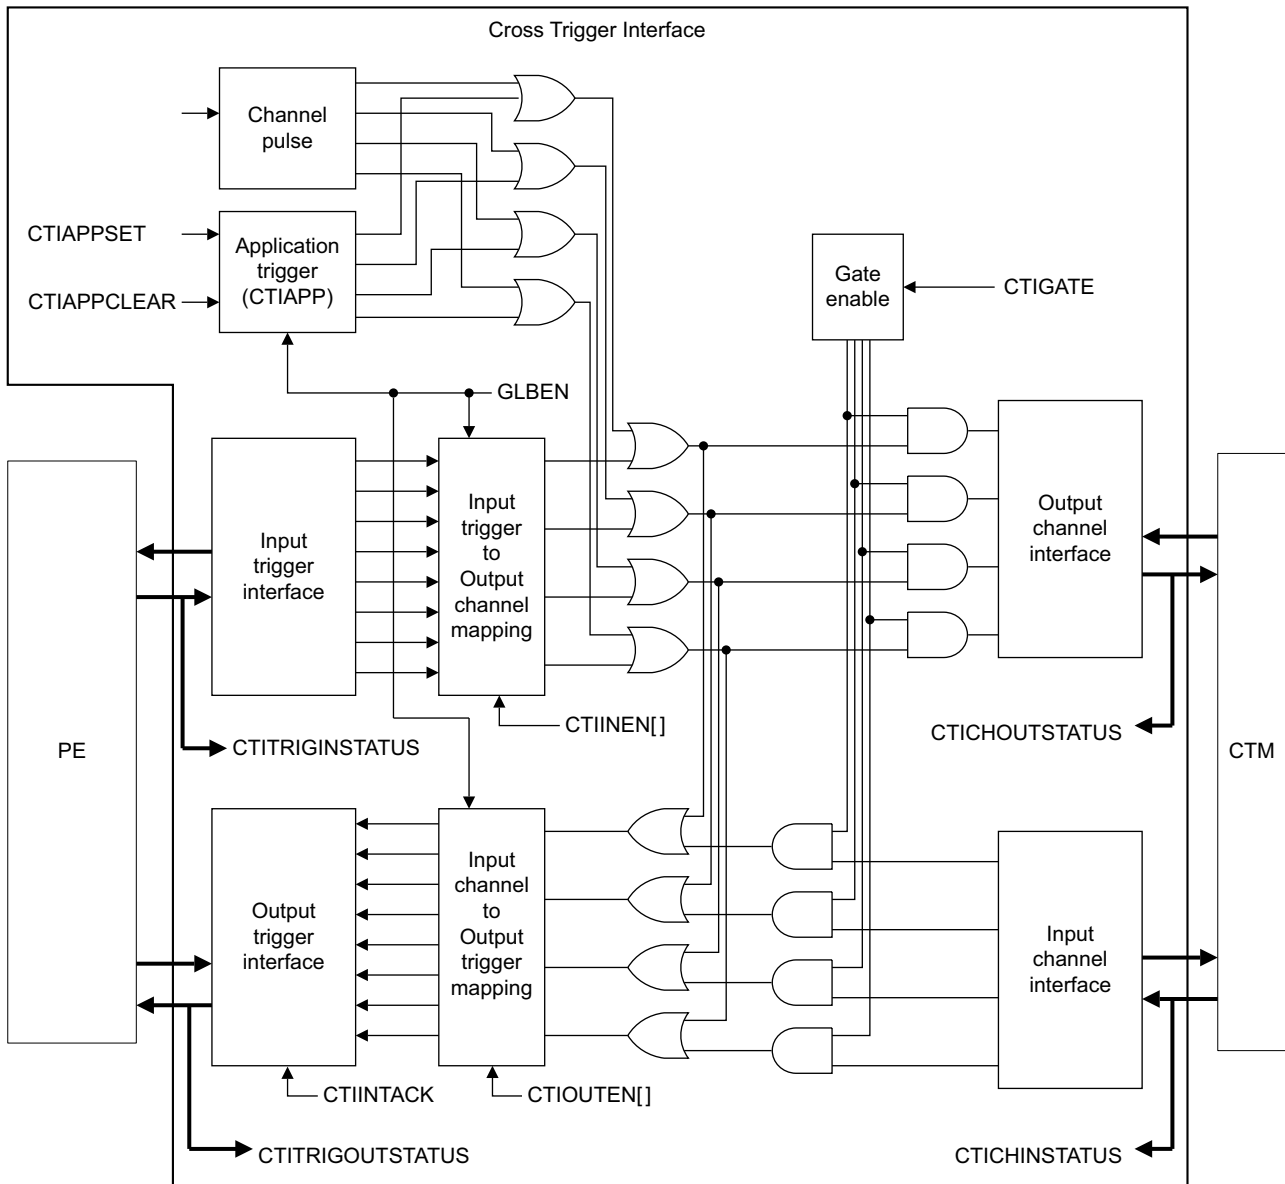 Cross Trigger Interface
Channel
pulse
CTIAPPSET
CTIAPPCLEAR
Application
trigger
(CTIAPP)
Gate
enable
CTIGATE
GLBEN
Input
trigger
interface
Input
trigger
to
Output
channel
mapping
Output
channel
interface
PE
CTM
CTIINEN[]
CTITRIGINSTATUS
CTICHOUTSTATUS
Output
trigger
interface
Input
channel
to
Output
trigger
mapping
Input
channel
interface
CTIINTACK
CTIOUTEN[]
CTITRIGOUTSTATUS
CTICHINSTATUS